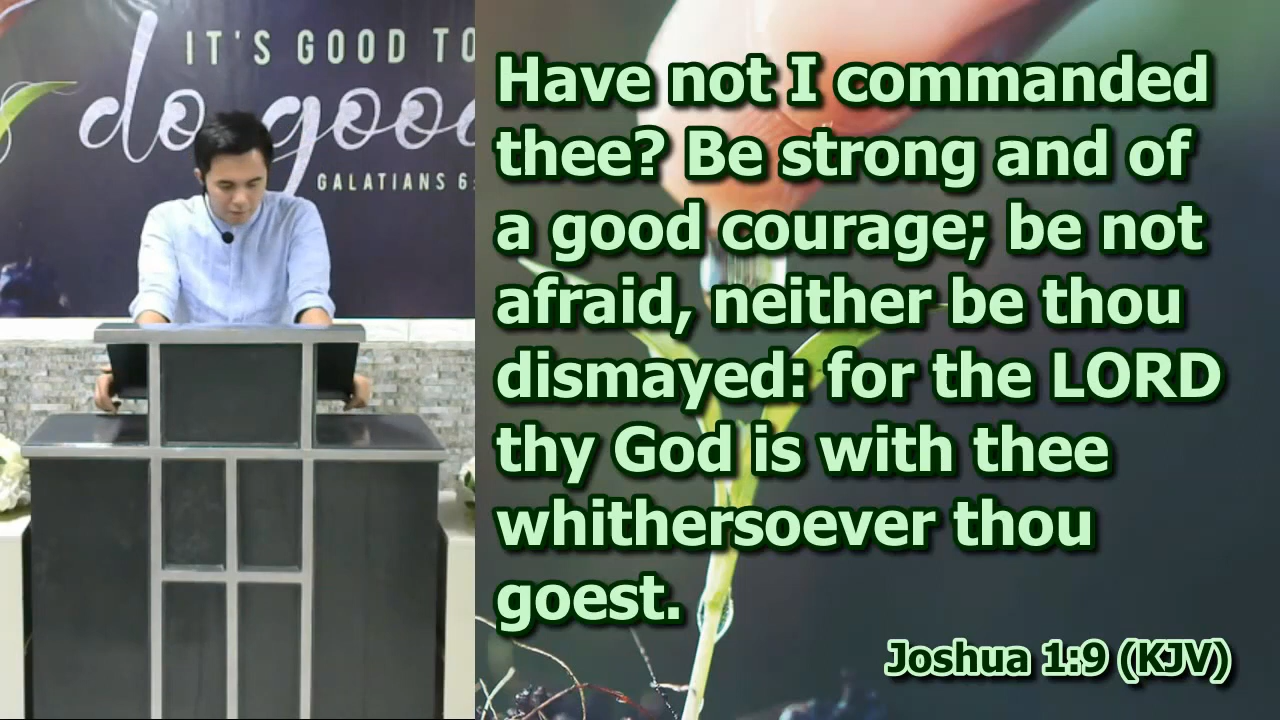 IT'S GOOD TO
do good
GALATIANS 6:
Have not I commanded
thee? Be strong and of
a good courage; be not
afraid, neither be thou
dismayed: for the LORD
thy God is with thee
whithersoever thou
goest.
Joshua 1:9 (KJV)